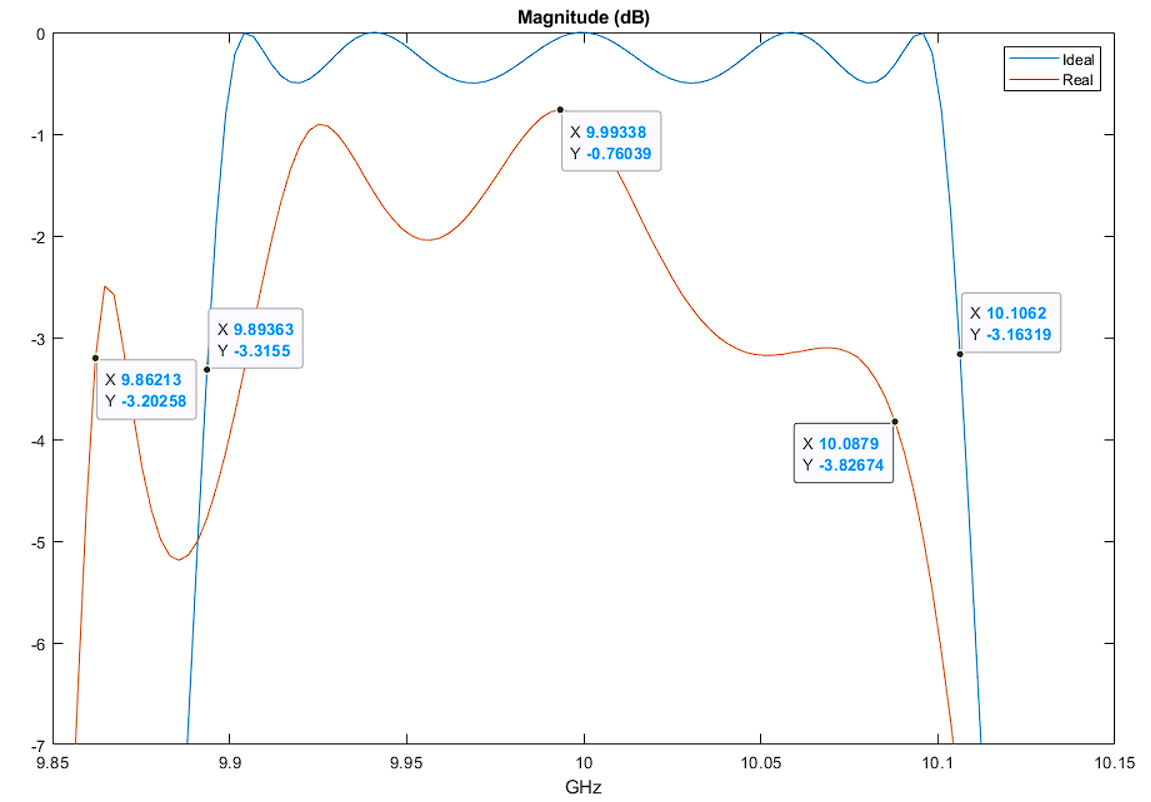 Magnitude (dB)
0
-1
-2
-3
-4
-5
-6
-7
Ideal
Real
X 9.99338
Y -0.76039
X 9.89363
Y -3.3155
X 9.86213
Y -3.20258
X 10.1062
Y -3.16319
X 10.0879
Y -3.82674
9.85 9.9 9.95 10 10.05 10.1 10.15
GHz